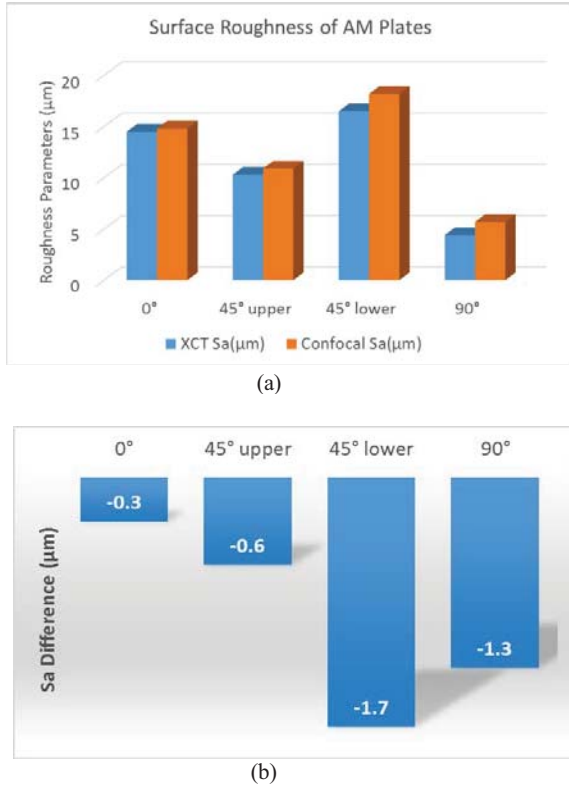 Surface Roughness of AM Plates
Roughness Parameters (µm)
20
15
10
5
0
0° 45° upper 45° lower 90°
XCT Sa(µm) Confocal Sa(µm)
(a)
0° 45° upper 45° lower 90°
Sa Difference (µm)
-0.3
-0.6
-1.7
-1.3
(b)